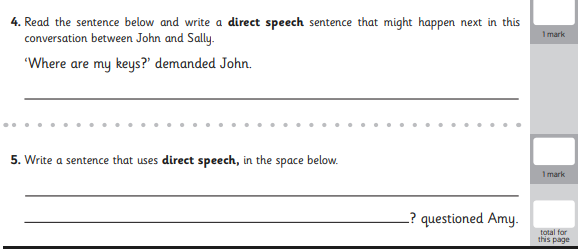 4. Read the sentence below and write a direct speech sentence that might happen next in this
conversation between John and Sally.
1 mark
‘Where are my keys?’ demanded John.
5. Write a sentence that uses direct speech, in the space below.
1 mark
? questioned Amy.
total for
this page